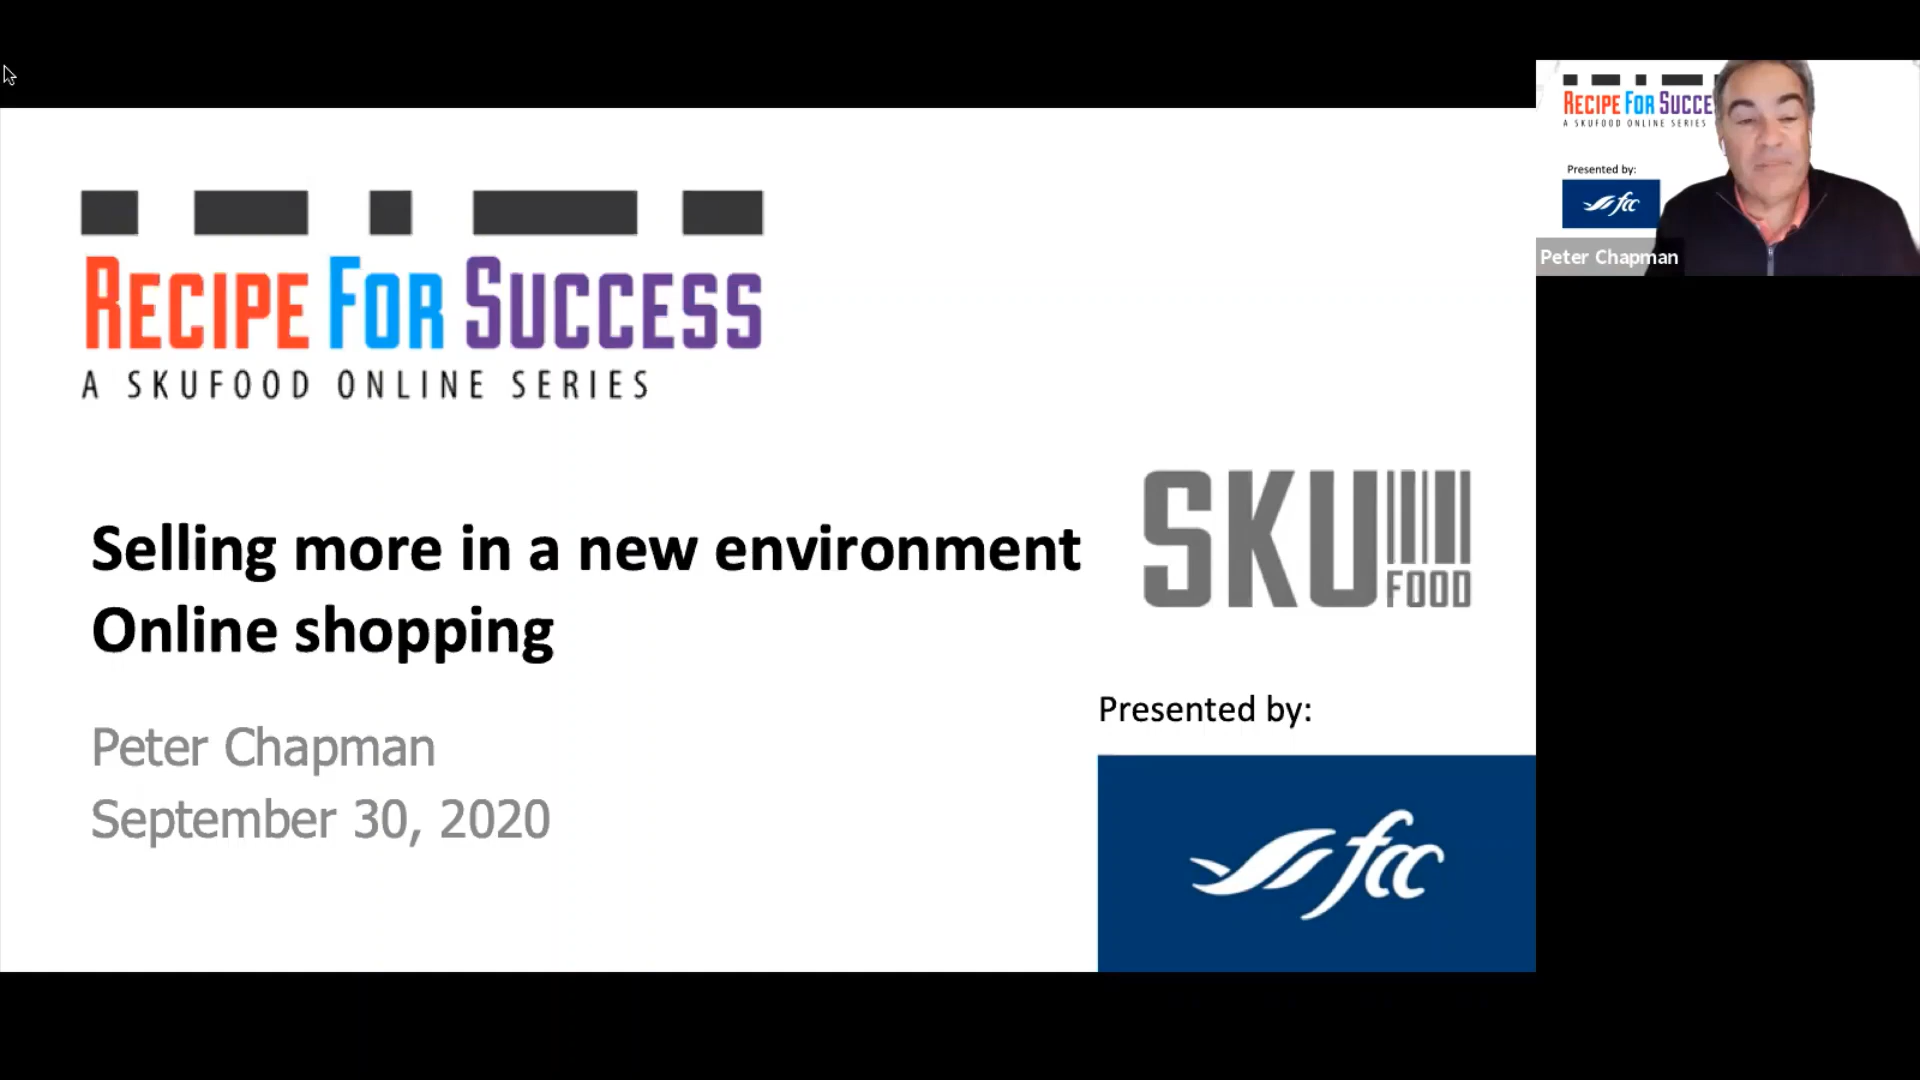 RECIPE FOR SUCCESS
A SKUFOOD ONLINE SERIES
Selling more in a new environment
Online shopping
Peter Chapman
September 30, 2020
SKU
FOOD
Presented by:
fcc
RECIPE FOR SUCCE
A SKUFOOD ONLINE SERIES
Presented by:
fcc
Peter Chapman